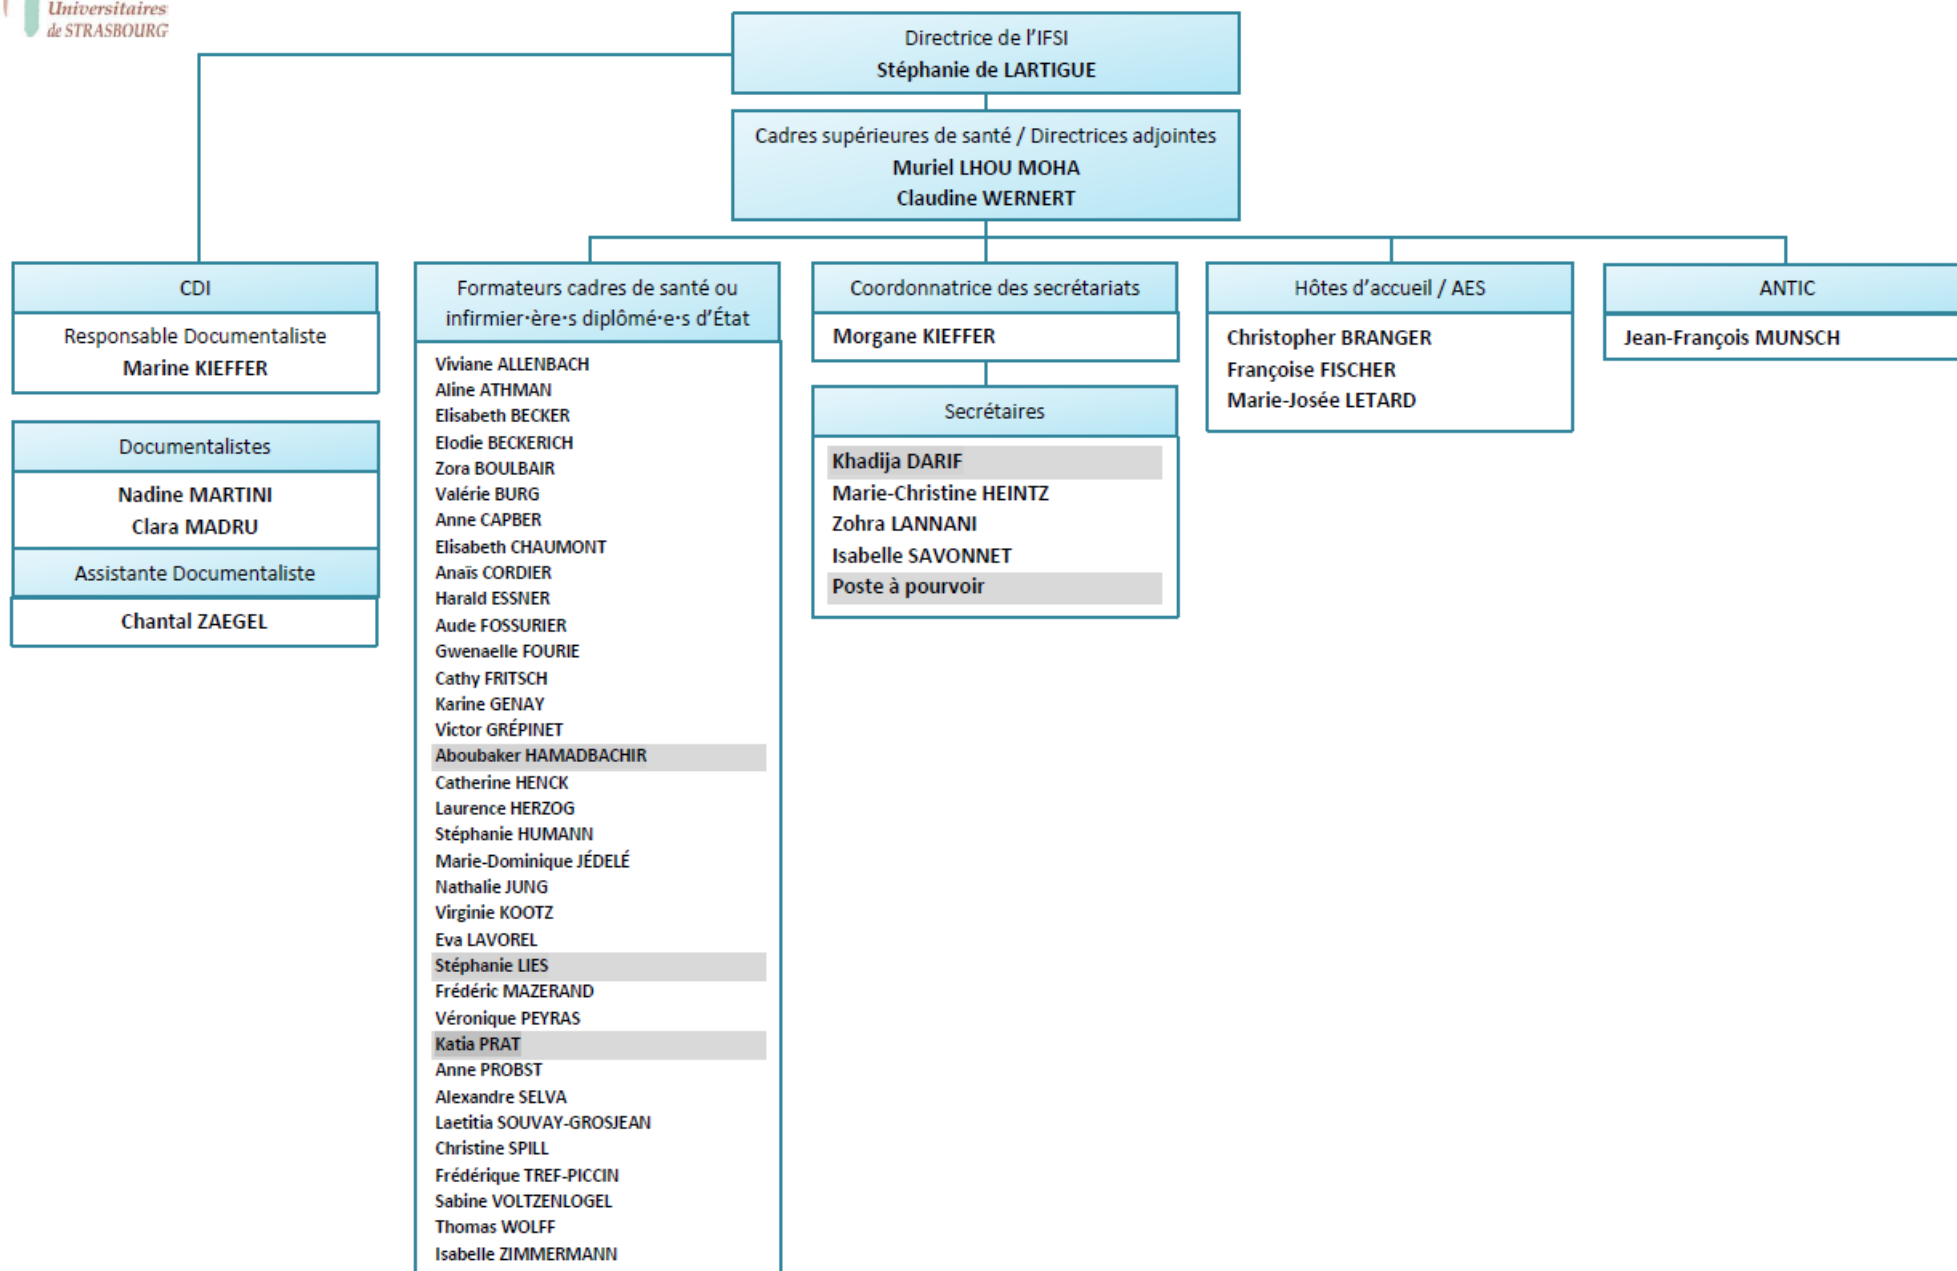 Universitaires
de STRASBOURG
Directrice de l'IFSI
Stéphanie de LARTIGUE
Cadres supérieures de santé / Directrices adjointes
Muriel LHOU MOHA
Claudine WERNERT
CDI
Responsable Documentaliste
Marine KIEFFER
Documentalistes
Nadine MARTINI
Clara MADRU
Assistante Documentaliste
Chantal ZAEGEL
Formateurs cadres de santé ou
infirmier·ère·s diplômé·e·s d'État
Viviane ALLENBACH
Aline ATHMAN
Elisabeth BECKER
Elodie BECKERICH
Zora BOULBAIR
Valérie BURG
Anne CAPBER
Elisabeth CHAUMONT
Anaïs CORDIER
Harald ESSNER
Aude FOSSURIER
Gwenaelle FOURIE
Cathy FRITSCH
Karine GENAY
Victor GRÉPINET
Aboubaker HAMADBACHIR
Catherine HENCK
Laurence HERZOG
Stéphanie HUMANN
Marie-Dominique JÉDELÉ
Nathalie JUNG
Virginie KOOTZ
Eva LAVOREL
Stéphanie LIES
Frédéric MAZERAND
Véronique PEYRAS
Katia PRAT
Anne PROBST
Alexandre SELVA
Laetitia SOUVAY-GROSJEAN
Christine SPILL
Frédérique TREF-PICCIN
Sabine VOLTZENLOGEL
Thomas WOLFF
Isabelle ZIMMERMANN
Coordonnatrice des secrétariats
Morgane KIEFFER
Secrétaires
Khadija DARIF
Marie-Christine HEINTZ
Zohra LANNANI
Isabelle SAVONNET
Poste à pourvoir
Hôtes d'accueil / AES
Christopher BRANGER
Françoise FISCHER
Marie-Josée LETARD
ANTIC
Jean-François MUNSCH